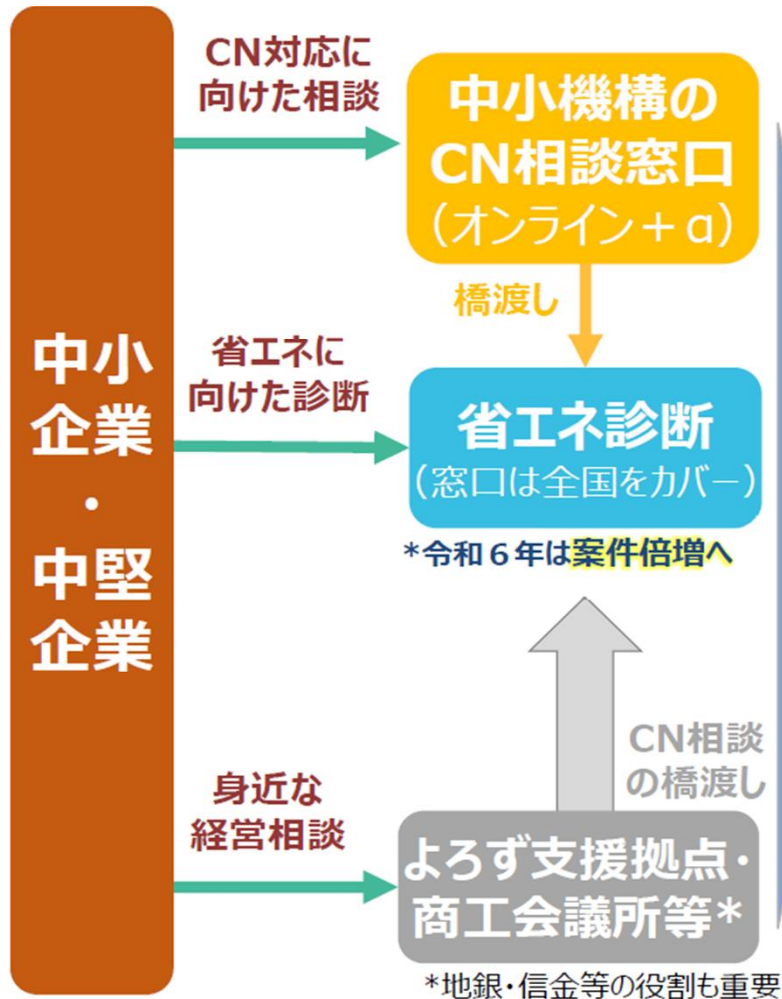 CN対応に
向けた相談
中小機構の
CN相談窓口
（オンライン＋α）
橋渡し
中小
企業
・
中堅
企業
省エネに
向けた診断
省エネ診断
（窓口は全国をカバー）
*令和６年は案件倍増へ
CN相談
の橋渡し
身近な
経営相談
よろず支援拠点・
商工会議所等*
*地銀・信金等の役割も重要